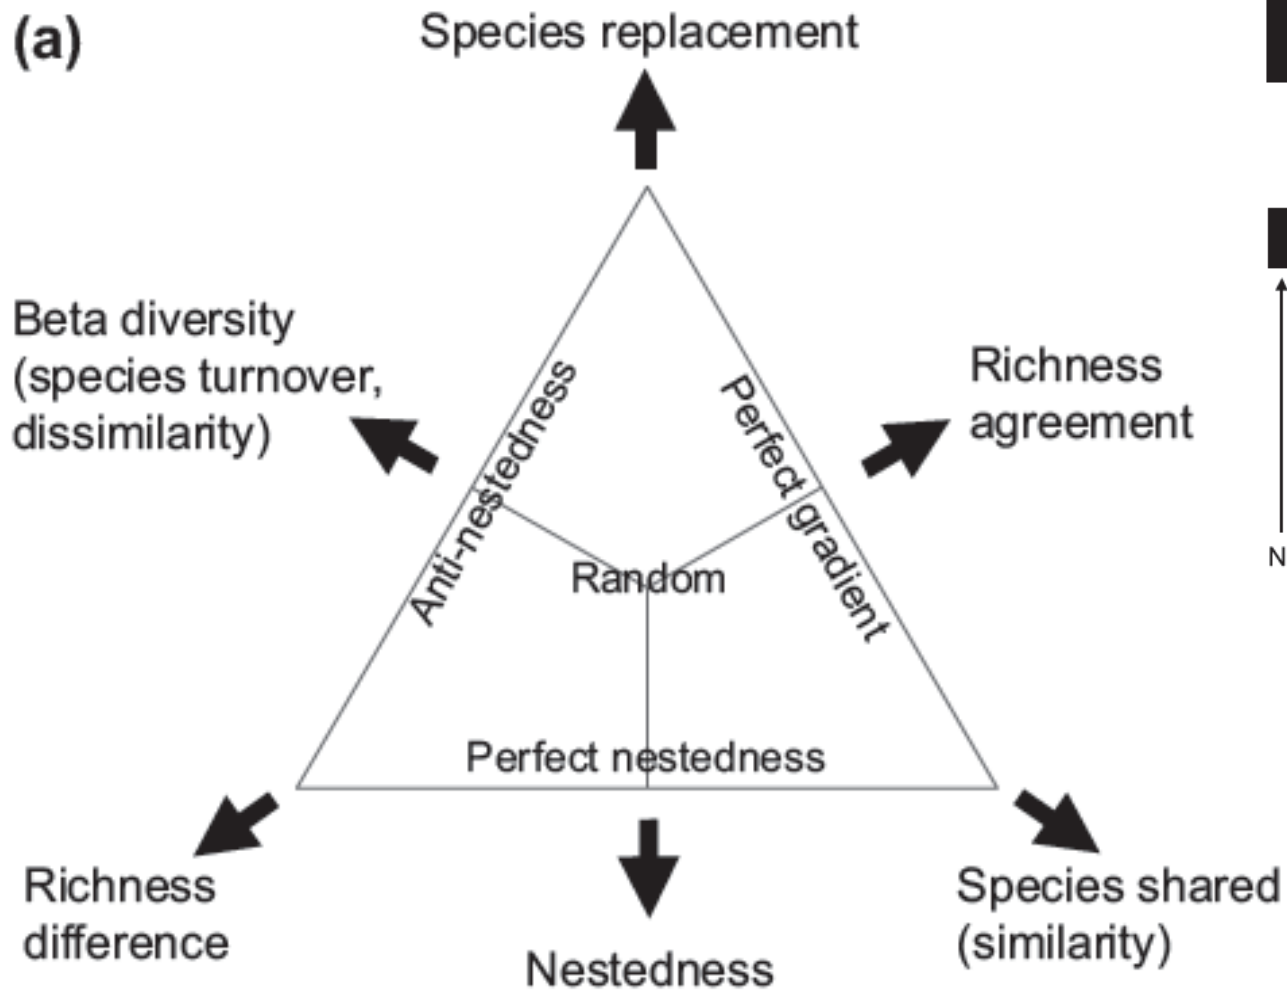 (a)
Species replacement
Beta diversity
(species turnover,
dissimilarity)
Richness
agreement
Anti-nestedness
Perfect gradient
Random
Perfect nestedness
Richness
difference
Nestedness
Species shared
(similarity)
N